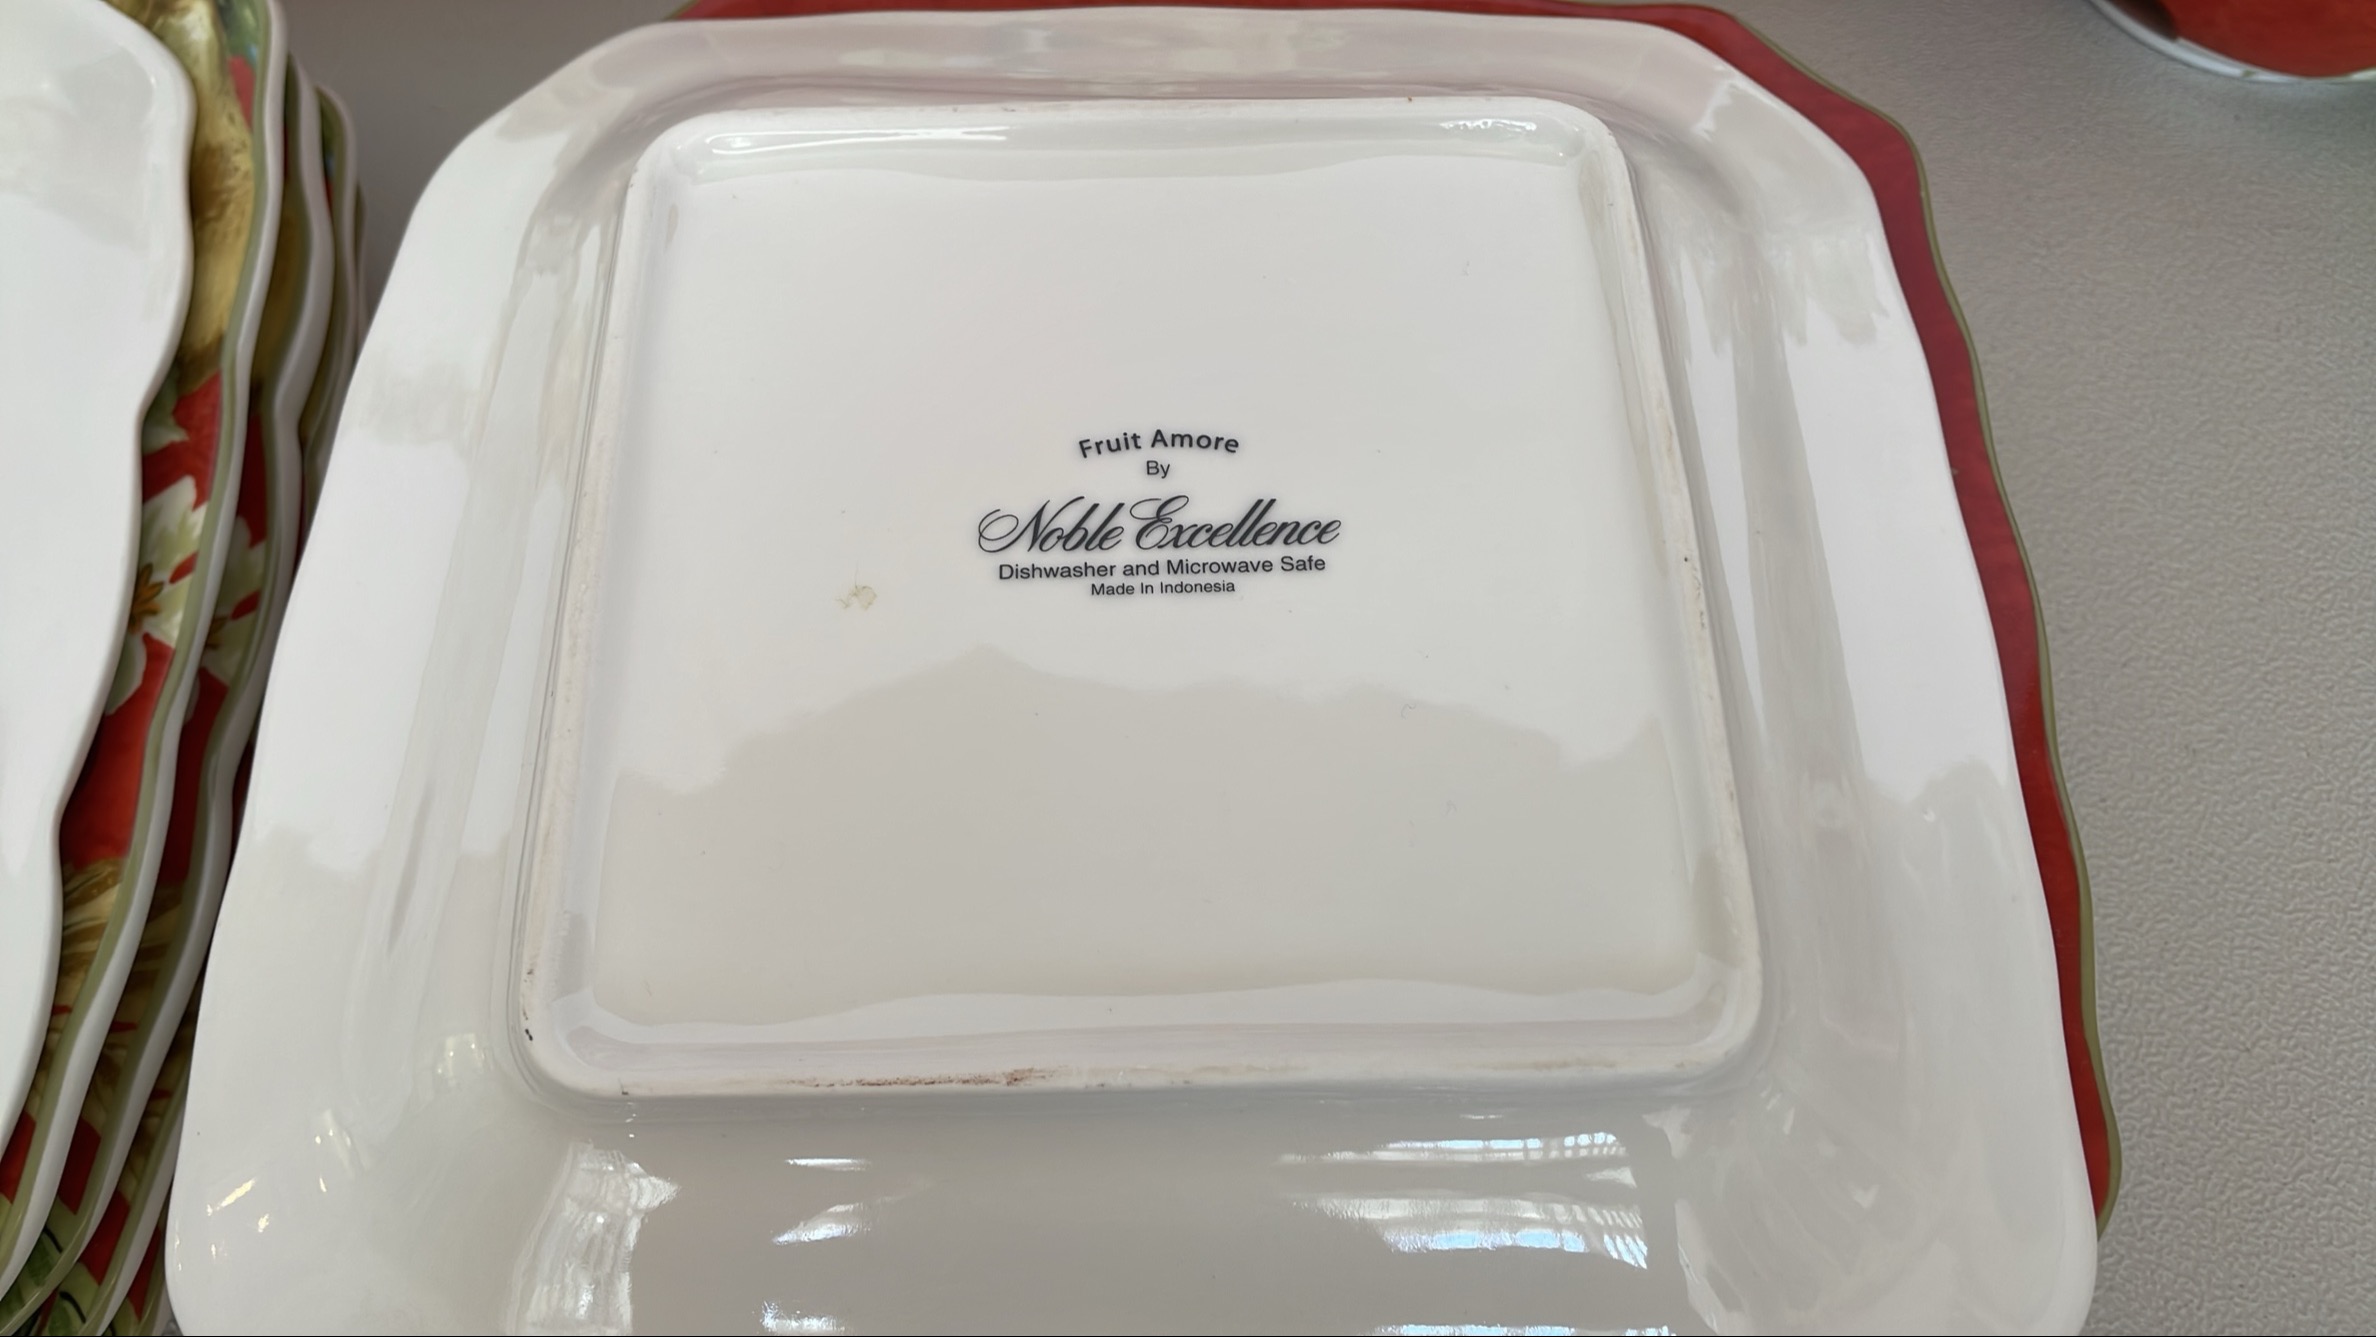 Fruit Amore
By
Noble Excellence
Dishwasher and Microwave Safe
Made In Indonesia